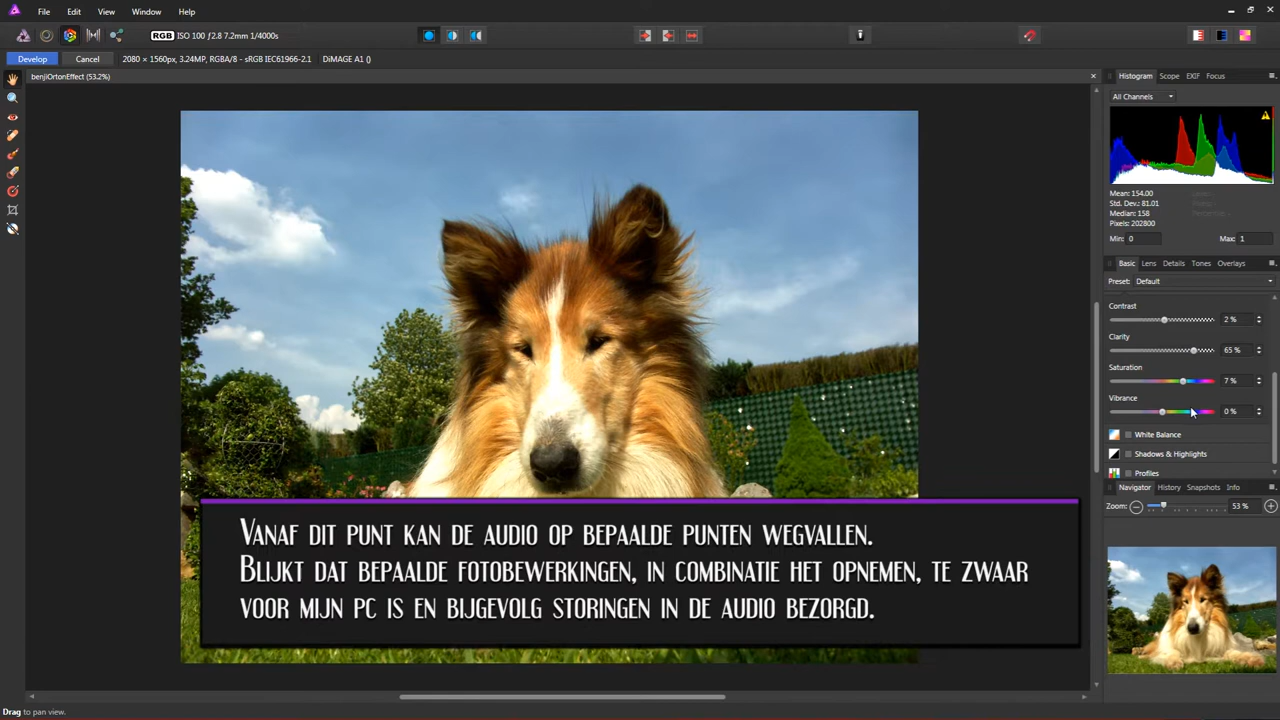 File Edit View Window Help
RGB ISO 100 ƒ/2.8 7.2mm 1/4000s
Develop Cancel 2080 × 1560px, 3.24MP, RGBA/8 - sRGB IEC61966-2.1 DiMAGE A1 ()
benjiOrtonEffect (53.2%)
Histogram Scope EXIF Focus
All Channels
Mean: 154.00
Std. Dev.: 81.01
Median: 158
Pixels: 202800
Min: 0 Max: 1
Basic Lens Details Tones Overlays
Preset: Default
Contrast
2 %
Clarity
65 %
Saturation
7 %
Vibrance
0 %
White Balance
Shadows & Highlights
Profiles
Navigator History Snapshots Info
Zoom: 53 %
Vanaf dit punt kan de audio op bepaalde punten wegvallen.
Blijkt dat bepaalde fotobewerkingen, in combinatie het opnemen, te zwaar
voor mijn pc is en bijgevolg storingen in de audio bezorgd.
Drag to pan view.